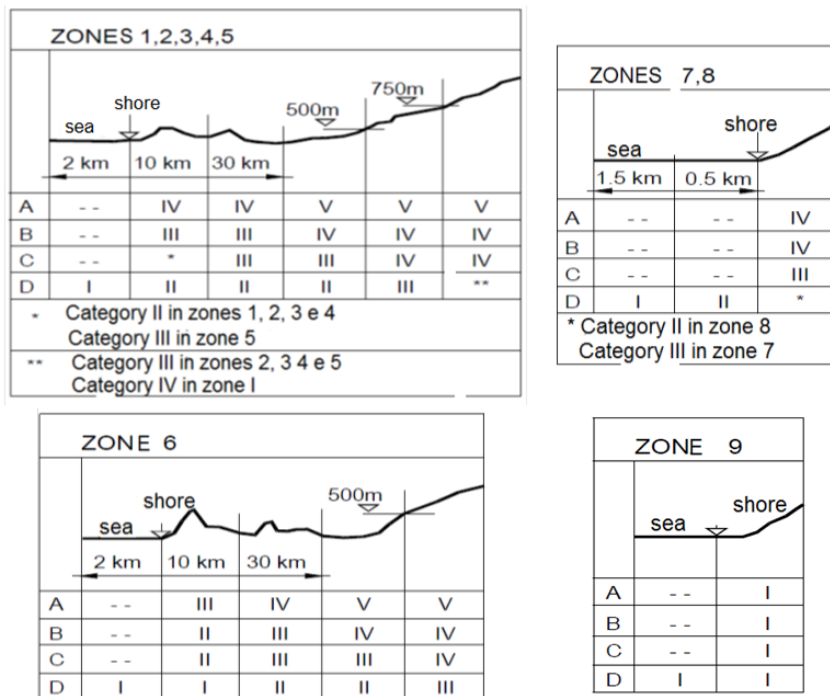 ZONES 1,2,3,4,5
750m
500m
shore
sea
2 km 10 km 30 km
A -- IV IV V V V
B -- III III IV IV IV
C -- * III III IV IV
D I II II II III **
* Category II in zones 1, 2, 3 e 4
Category III in zone 5
** Category III in zones 2, 3 4 e 5
Category IV in zone I
ZONES 7,8
shore
sea
1.5 km 0.5 km
A -- -- IV
B -- -- IV
C -- -- III
D I II *
* Category II in zone 8
Category III in zone 7
ZONE 6
500m
shore
sea
2 km 10 km 30 km
A -- III IV V V
B -- II III IV IV
C -- II III III IV
D I I II II III
ZONE 9
shore
sea
A -- I
B -- I
C -- I
D I I